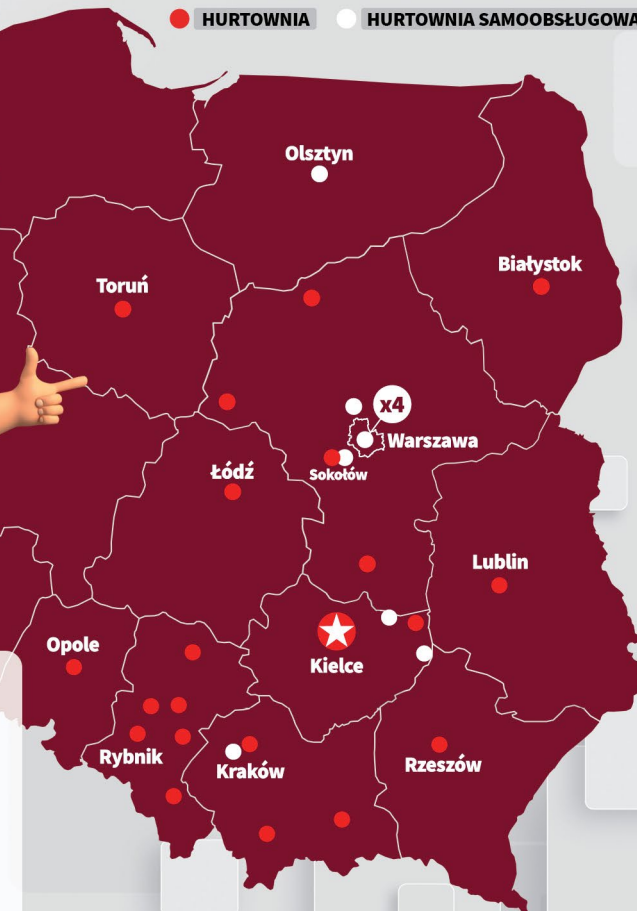 HURTOWNIA
HURTOWNIA SAMOOBSŁUGOWA
Olsztyn
Białystok
Toruń
x4
Warszawa
Sokołów
Łódź
Lublin
Opole
Kielce
Rybnik
Kraków
Rzeszów